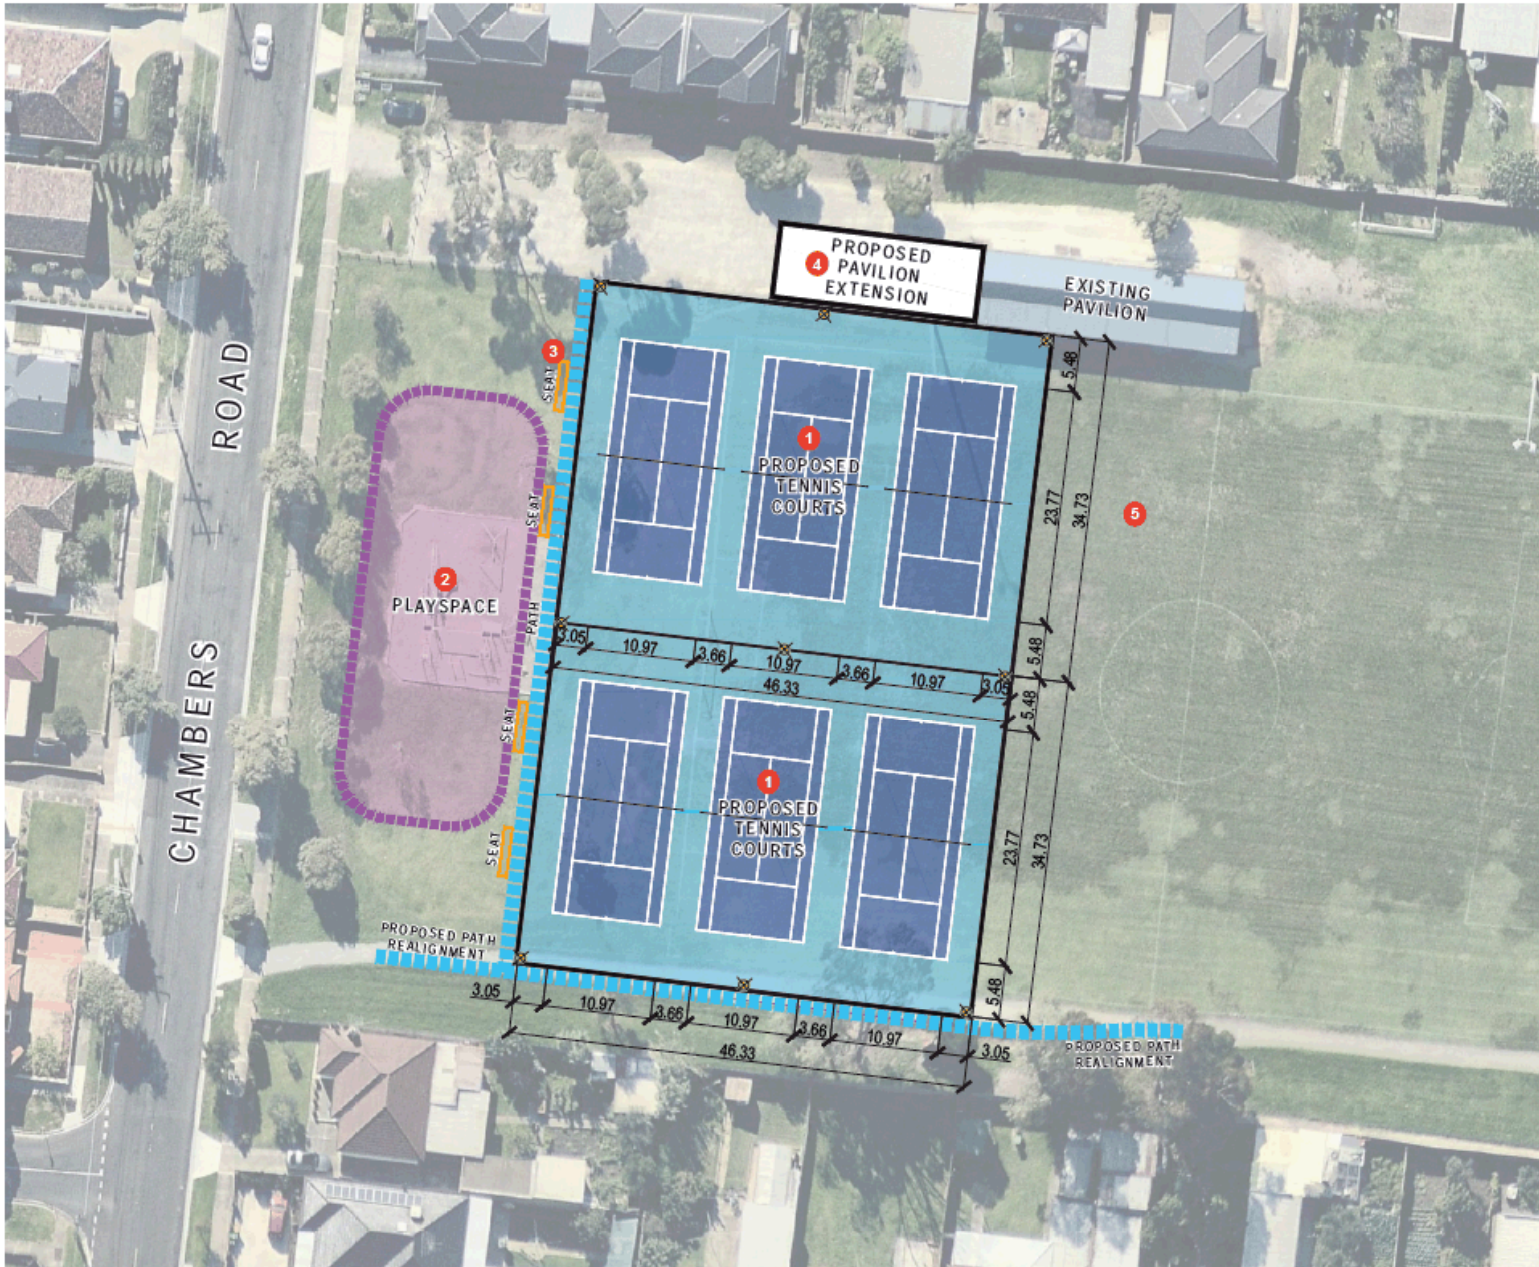 PROPOSED
PAVILION
EXTENSION
4
EXISTING
PAVILION
3
SEAT
5.48
ROAD
1
PROPOSED
TENNIS
COURTS
SEAT
23.77
34.73
5
2
PLAYSPACE
PATH
3.05
10.97
3.66
10.97
3.66
10.97
3.05
46.33
5.48
5.48
SEAT
CHAMBERS
1
PROPOSED
TENNIS
COURTS
SEAT
23.77
34.73
PROPOSED PATH
REALIGNMENT
5.48
3.05
10.97
3.66
10.97
3.66
10.97
3.05
46.33
PROPOSED PATH
REALIGNMENT